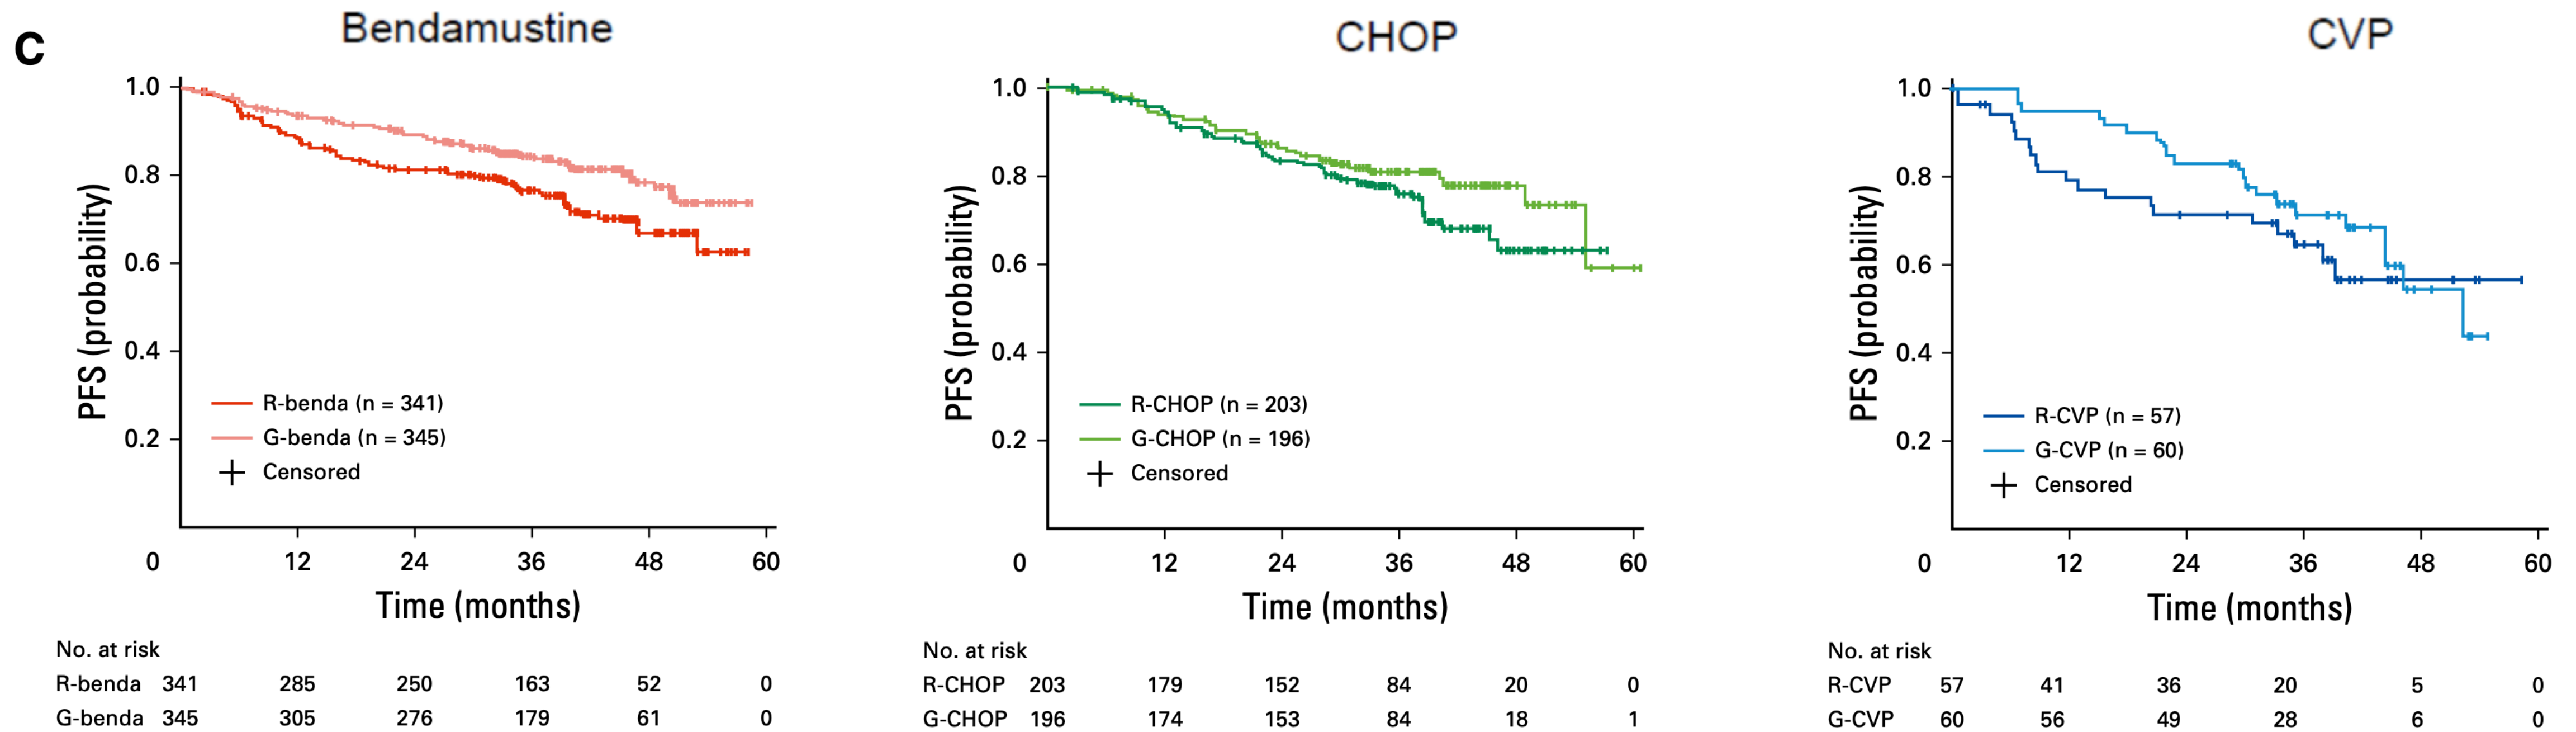 C
Bendamustine
PFS (probability)
1.0
0.8
0.6
0.4
0.2
0
R-benda (n = 341)
G-benda (n = 345)
Censored
12 24 36 48 60
Time (months)
No. at risk
R-benda 341 285 250 163 52 0
G-benda 345 305 276 179 61 0
CHOP
PFS (probability)
1.0
0.8
0.6
0.4
0.2
0
R-CHOP (n = 203)
G-CHOP (n = 196)
Censored
12 24 36 48 60
Time (months)
No. at risk
R-CHOP 203 179 152 84 20 0
G-CHOP 196 174 153 84 18 1
CVP
PFS (probability)
1.0
0.8
0.6
0.4
0.2
0
R-CVP (n = 57)
G-CVP (n = 60)
Censored
12 24 36 48 60
Time (months)
No. at risk
R-CVP 57 41 36 20 5 0
G-CVP 60 56 49 28 6 0